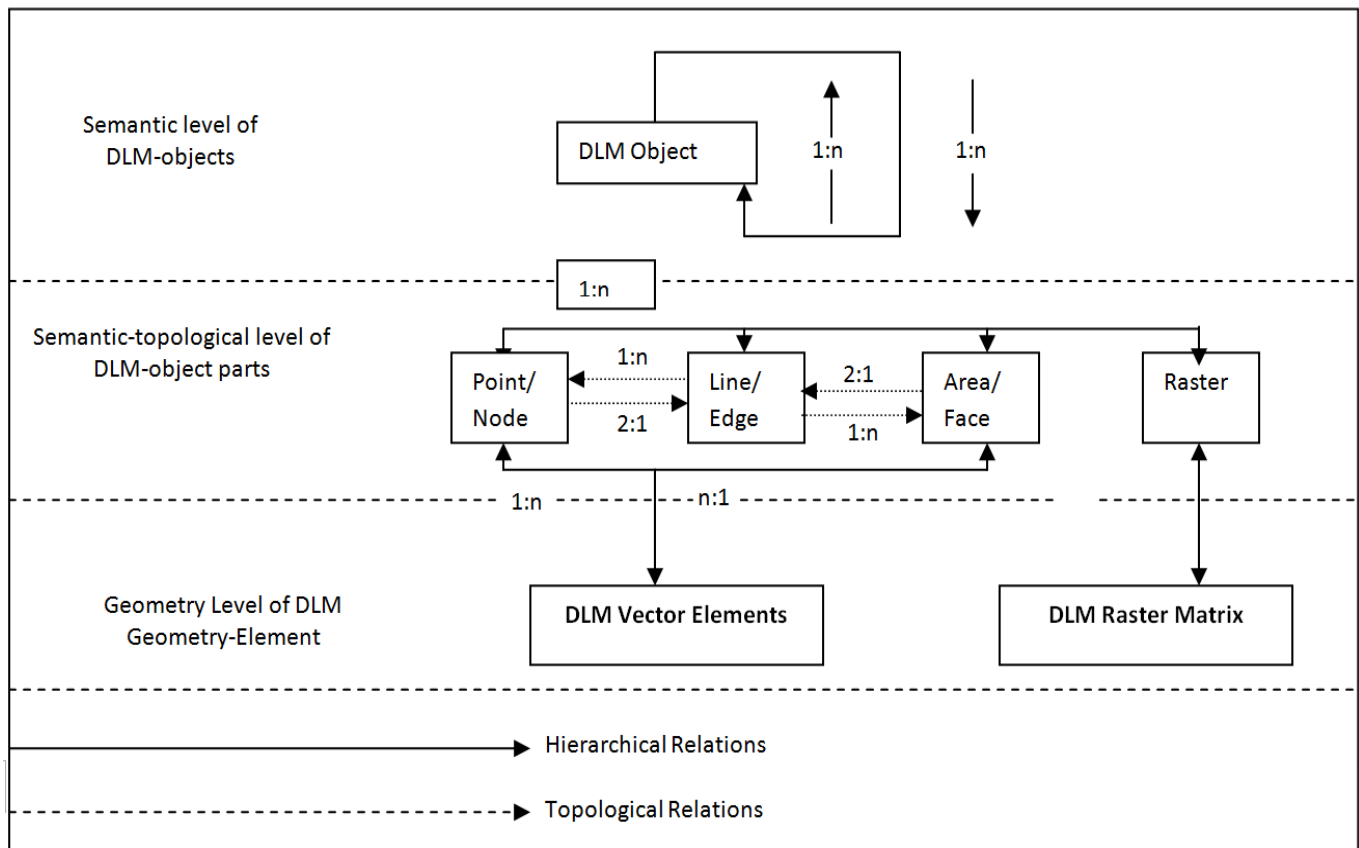 Semantic level of
DLM-objects
DLM Object
1:n
1:n
1:n
Semantic-topological level of
DLM-object parts
Point/
Node
1:n
2:1
Line/
Edge
2:1
1:n
Area/
Face
Raster
1:n
n:1
Geometry Level of DLM
Geometry-Element
DLM Vector Elements
DLM Raster Matrix
Hierarchical Relations
Topological Relations